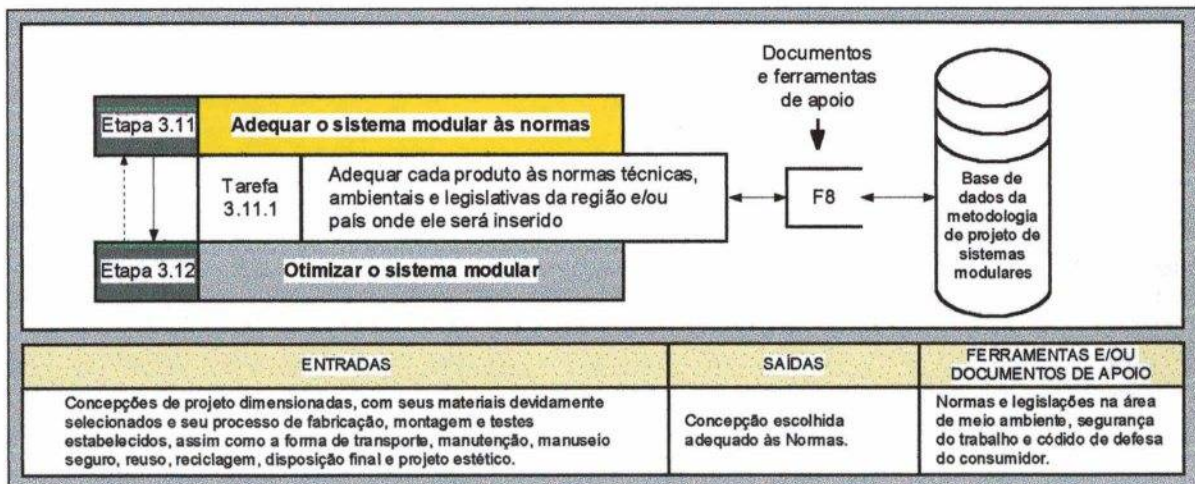 Documentos
e ferramentas
de apoio
Etapa 3.11
Adequar o sistema modular às normas
Tarefa
3.11.1
Adequar cada produto às normas técnicas,
ambientais e legislativas da região e/ou
país onde ele será inserido
F8
Base de
dados da
metodologia
de projeto de
sistemas
modulares
Etapa 3.12
Otimizar o sistema modular
ENTRADAS
SAÍDAS
FERRAMENTAS E/OU
DOCUMENTOS DE APOIO
Concepções de projeto dimensionadas, com seus materiais devidamente
selecionados e seu processo de fabricação, montagem e testes
estabelecidos, assim como a forma de transporte, manutenção, manuseio
seguro, reuso, reciclagem, disposição final e projeto estético.
Concepção escolhida
adequado às Normas.
Normas e legislações na área
de meio ambiente, segurança
do trabalho e códido de defesa
do consumidor.